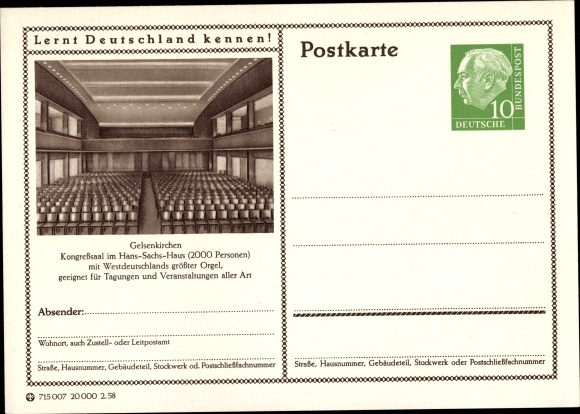 Lernt Deutschland kennen!
Postkarte
10
DEUTSCHE
BUNDESPOST
Gelsenkirchen
Kongreßsaal im Hans-Sachs-Haus (2000 Personen)
mit Westdeutschlands größter Orgel,
geeignet für Tagungen und Veranstaltungen aller Art
Absender:
Wohnort, auch Zustell- oder Leitpostamt
Straße, Hausnummer, Gebäudeteil, Stockwerk od. Postschließfachnummer
Straße, Hausnummer, Gebäudeteil, Stockwerk oder Postschließfachnummer
715 007 20 000 2.58